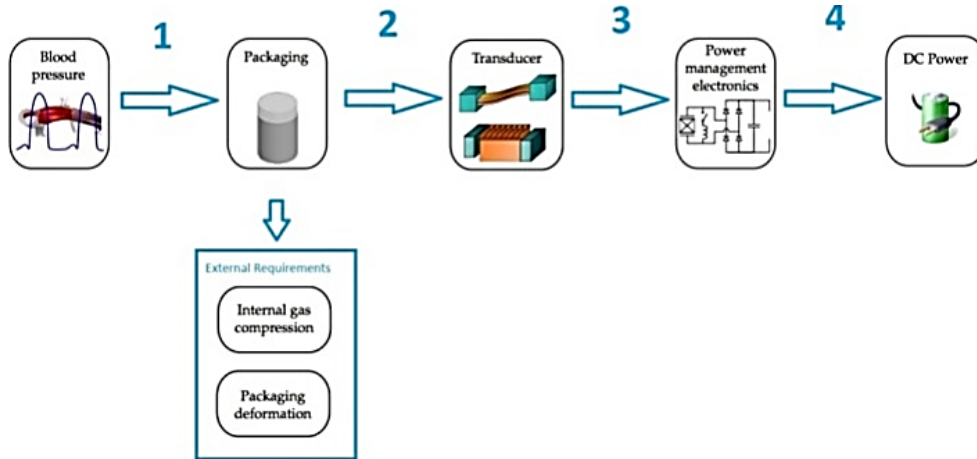 1
2
3
4
Blood
pressure
Packaging
Transducer
Power
management
electronics
DC Power
External Requirements
Internal gas
compression
Packaging
deformation